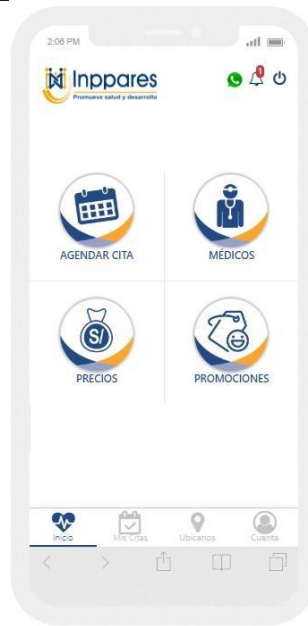 2:06 PM
Inppares
Promueve salud y desarrollo
1
AGENDAR CITA
MÉDICOS
S/
PRECIOS
PROMOCIONES
Inicio
Mis Citas
Ubícanos
Cuenta